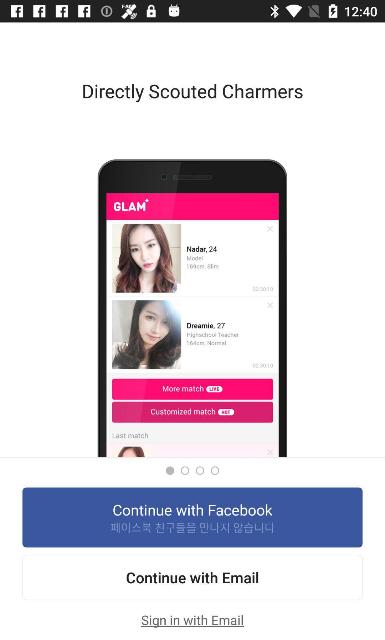 12:40
Directly Scouted Charmers
GLAM
Nadar, 24
Model
169cm, Slim
02:30:10
Dreamie, 27
Highschool Teacher
164cm, Normal
02:30:10
More match LIVE
Customized match HOT
Last match
Continue with Facebook
페이스북 친구들을 만나지 않습니다
Continue with Email
Sign in with Email